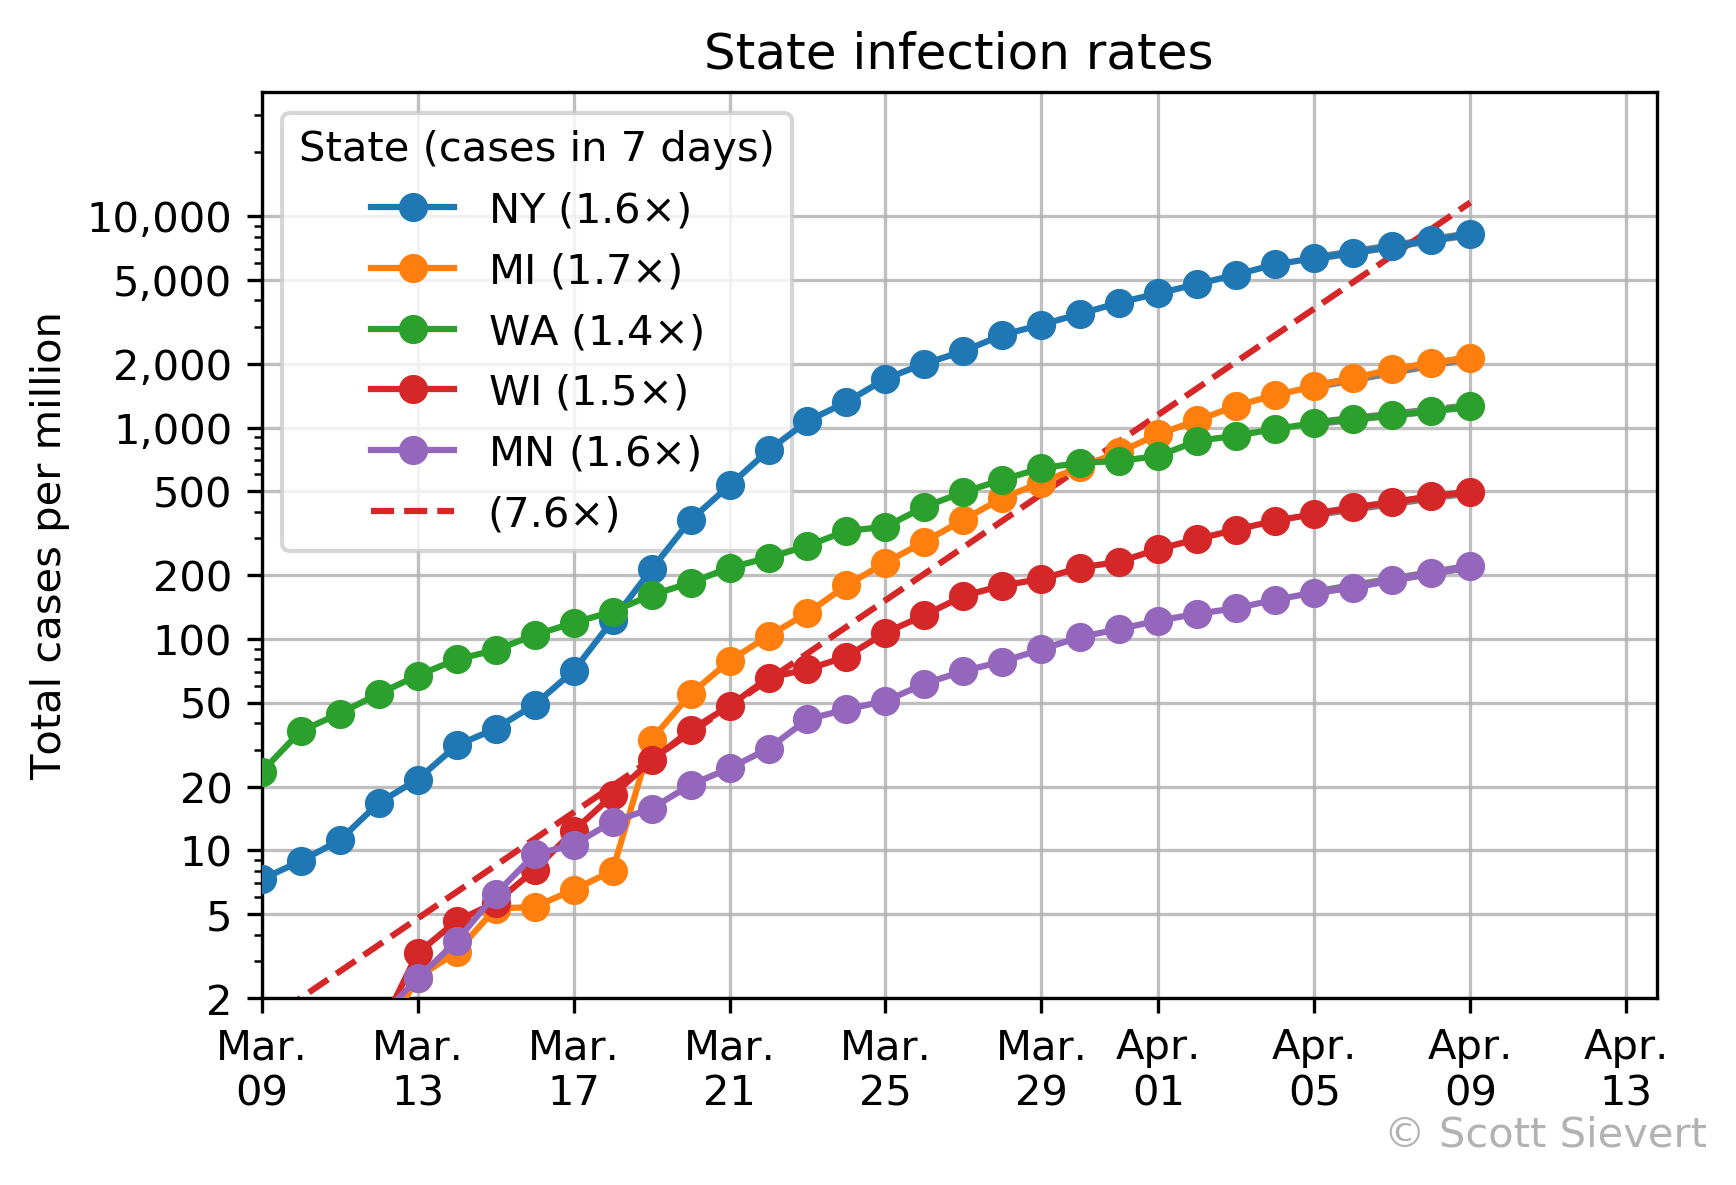 State infection rates
State (cases in 7 days)
NY (1.6×)
MI (1.7×)
WA (1.4×)
WI (1.5×)
MN (1.6×)
(7.6×)
Total cases per million
10,000
5,000
2,000
1,000
500
200
100
50
20
10
5
2
Mar. Mar. Mar. Mar. Mar. Mar. Apr. Apr. Apr. Apr.
09 13 17 21 25 29 01 05 09 13
© Scott Sievert